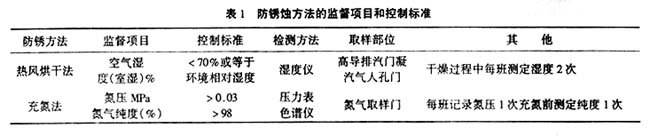 表1 防锈蚀方法的监督项目和控制标准
防锈方法 监督项目 控制标准 检测方法 取样部位 其 他
热风烘干法 空气湿度(室湿)% <70%或等于环境相对湿度 湿度仪 高导排汽门凝汽气人孔门 干燥过程中每班测定湿度2次
充氮法 氮压MPa >0.03 压力表 氮气取样门 每班记录氮压1次充氮前测定纯度1次
氮气纯度(%) >98 色谱仪